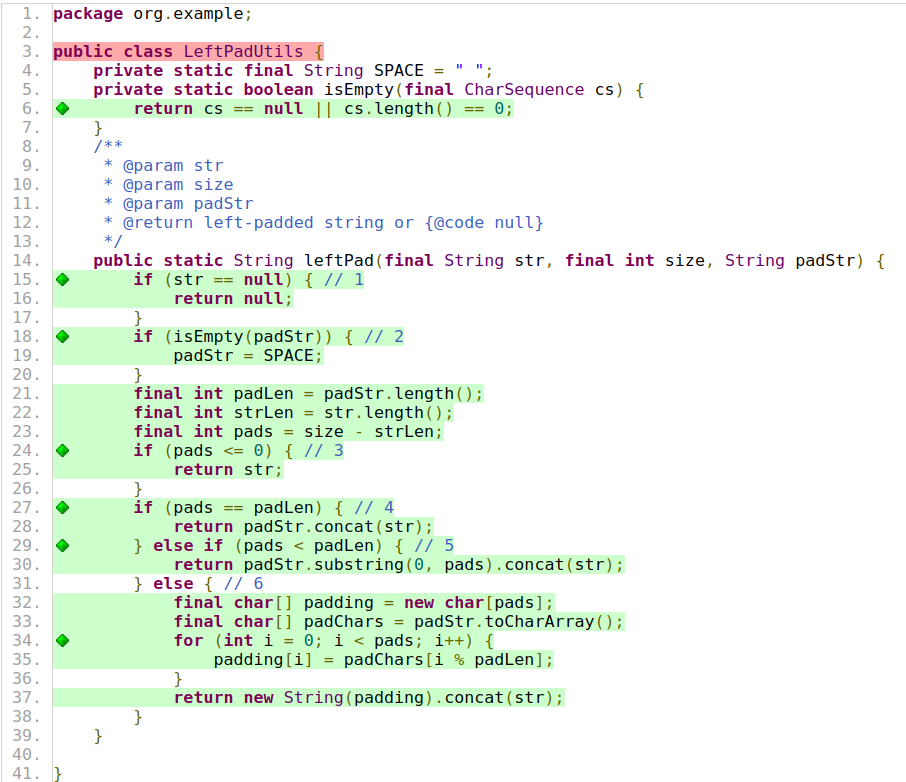 1. package org.example;
2.
3. public class LeftPadUtils {
4.     private static final String SPACE = " ";
5.     private static boolean isEmpty(final CharSequence cs) {
6.         return cs == null || cs.length() == 0;
7.     }
8.     /**
9.      * @param str
10.      * @param size
11.      * @param padStr
12.      * @return left-padded string or {@code null}
13.      */
14.     public static String leftPad(final String str, final int size, String padStr) {
15.         if (str == null) { // 1
16.             return null;
17.         }
18.         if (isEmpty(padStr)) { // 2
19.             padStr = SPACE;
20.         }
21.         final int padLen = padStr.length();
22.         final int strLen = str.length();
23.         final int pads = size - strLen;
24.         if (pads <= 0) { // 3
25.             return str;
26.         }
27.         if (pads == padLen) { // 4
28.             return padStr.concat(str);
29.         } else if (pads < padLen) { // 5
30.             return padStr.substring(0, pads).concat(str);
31.         } else { // 6
32.             final char[] padding = new char[pads];
33.             final char[] padChars = padStr.toCharArray();
34.             for (int i = 0; i < pads; i++) {
35.                 padding[i] = padChars[i % padLen];
36.             }
37.             return new String(padding).concat(str);
38.         }
39.     }
40.
41. }